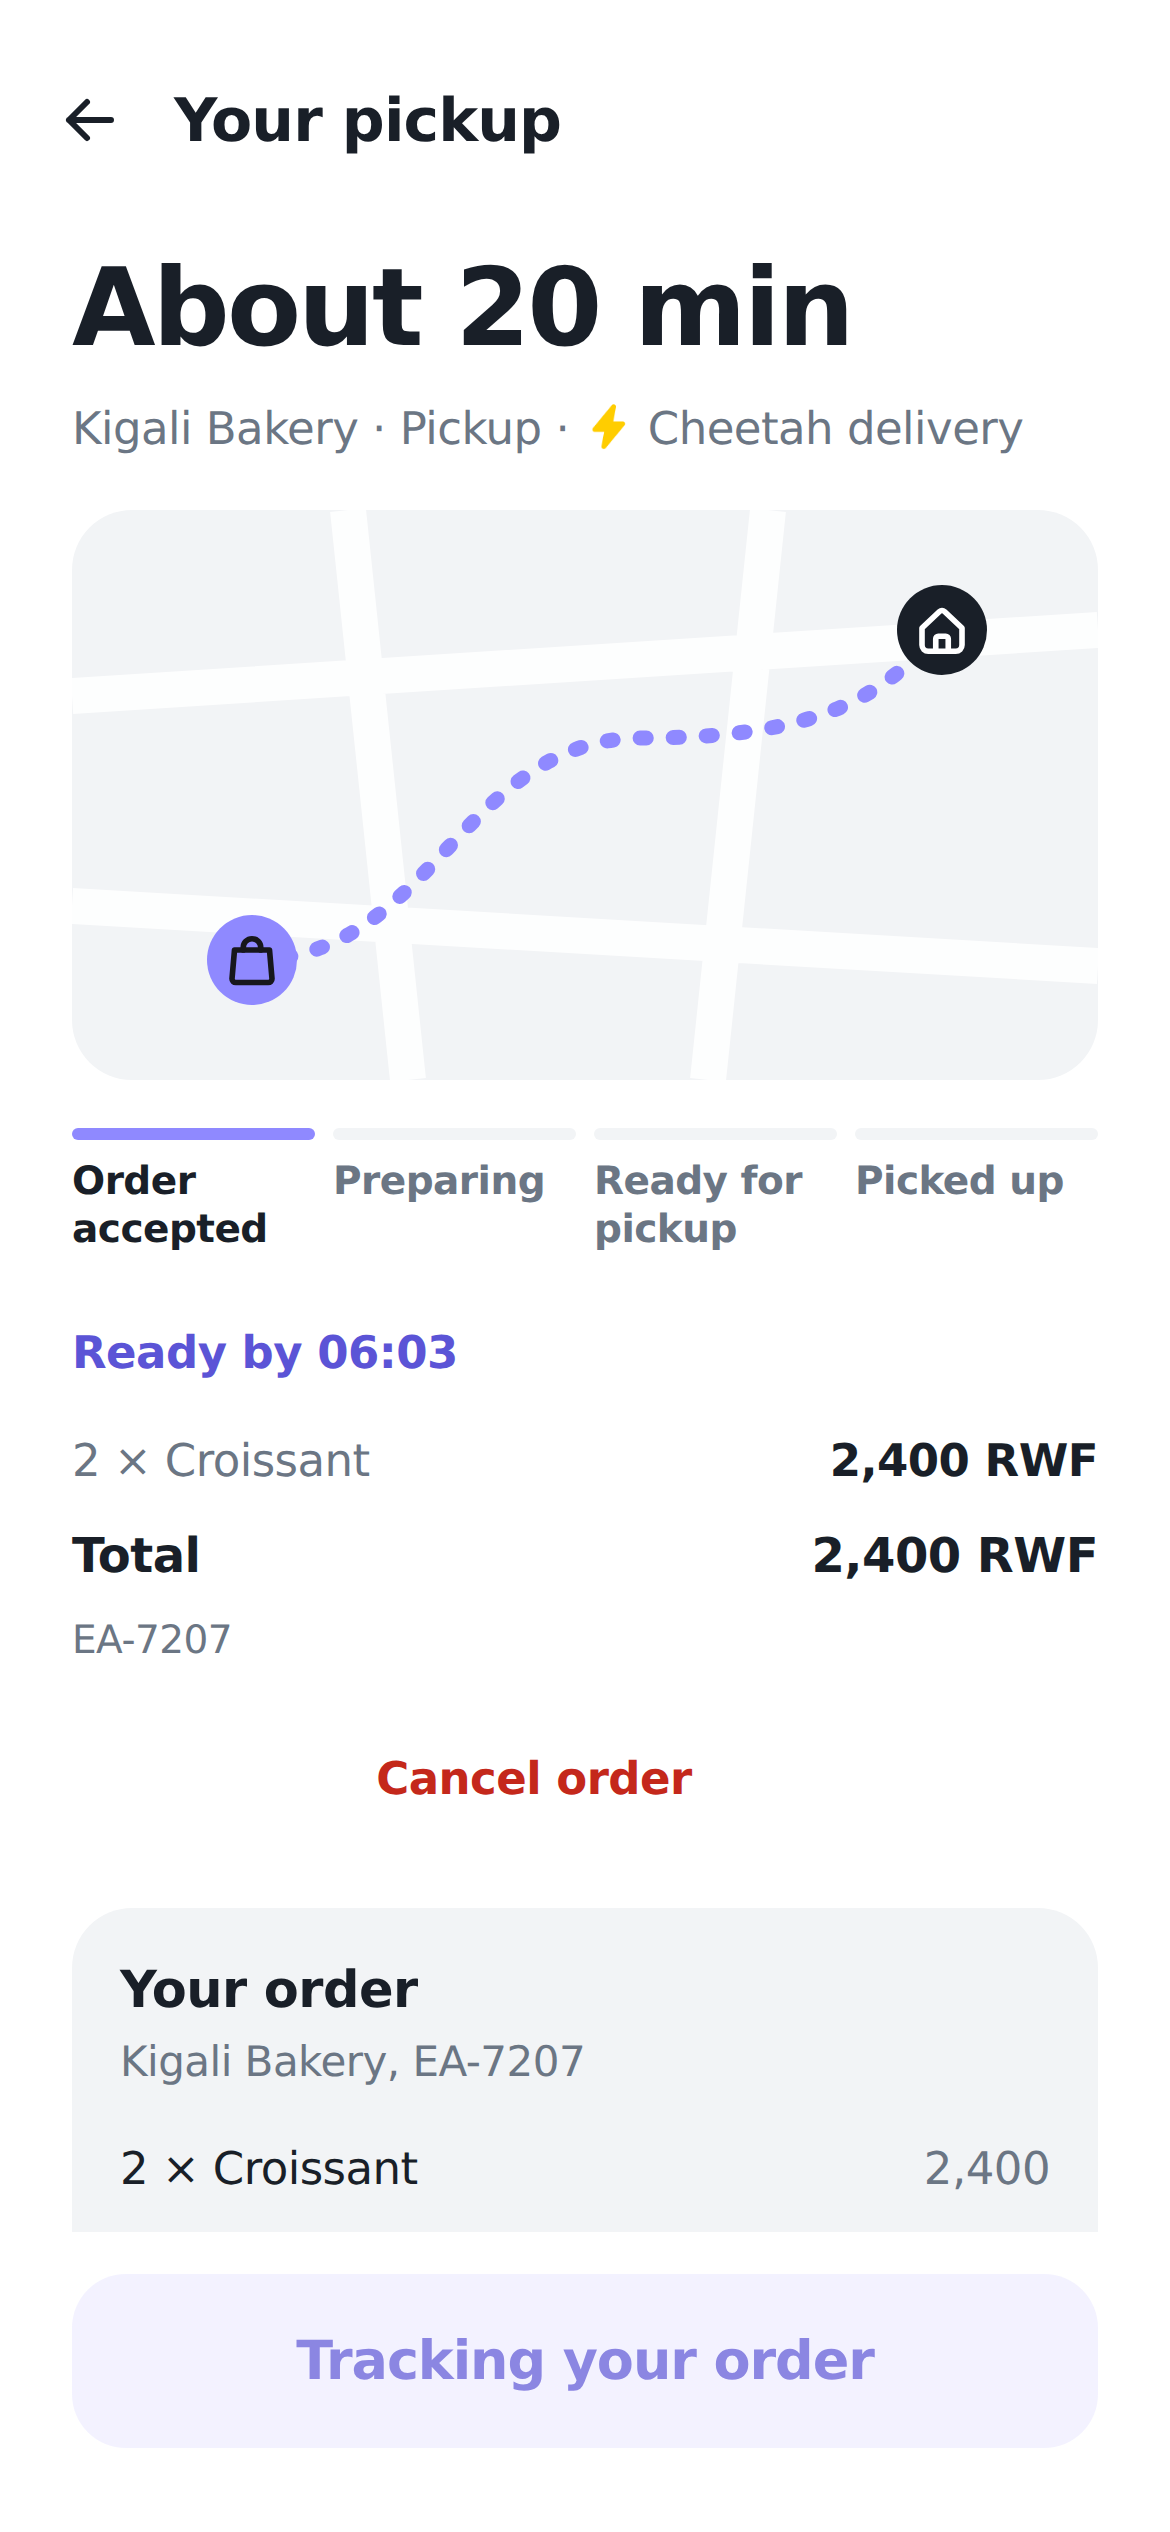 Your pickup
About 20 min
Kigali Bakery · Pickup · Cheetah delivery
Order accepted
Preparing
Ready for pickup
Picked up
Ready by 06:03
2 × Croissant 2,400 RWF
Total 2,400 RWF
EA-7207
Cancel order
Your order
Kigali Bakery, EA-7207
2 × Croissant 2,400
Tracking your order